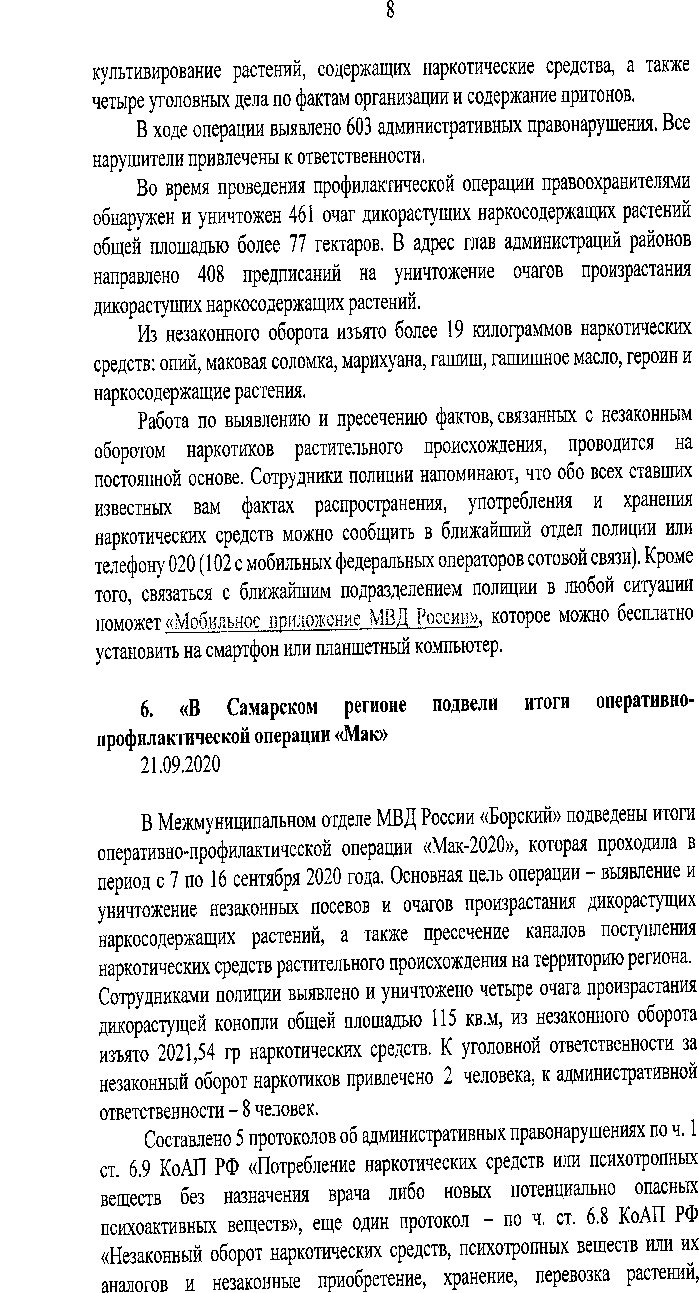 8
культивирование растений, содержащих наркотические средства, а также
четыре уголовных дела по фактам организации и содержание притонов.
В ходе операции выявлено 603 административных правонарушения. Все
нарушители привлечены к ответственности.
Во время проведения профилактической операции правоохранителями
обнаружен и уничтожен 461 очаг дикорастущих наркосодержащих растений
общей площадью более 77 гектаров. В адрес глав администраций районов
направлено 408 предписаний на уничтожение очагов произрастания
дикорастущих наркосодержащих растений.
Из незаконного оборота изъято более 19 килограммов наркотических
средств: опий, маковая соломка, марихуана, гашиш, гашишное масло, героин и
наркосодержащие растения.
Работа по выявлению и пресечению фактов, связанных с незаконным
оборотом наркотиков растительного происхождения, проводится на
постоянной основе. Сотрудники полиции напоминают, что обо всех ставших
известных вам фактах распространения, употребления и хранения
наркотических средств можно сообщить в ближайший отдел полиции или
телефону 020 (102 с мобильных федеральных операторов сотовой связи). Кроме
того, связаться с ближайшим подразделением полиции в любой ситуации
поможет «Мобильное приложение МВД России», которое можно бесплатно
установить на смартфон или планшетный компьютер.
6. «В Самарском регионе подвели итоги оперативно-
профилактической операции «Мак»
21.09.2020
В Межмуниципальном отделе МВД России «Борский» подведены итоги
оперативно-профилактической операции «Мак-2020», которая проходила в
период с 7 по 16 сентября 2020 года. Основная цель операции – выявление и
уничтожение незаконных посевов и очагов произрастания дикорастущих
наркосодержащих растений, а также пресечение каналов поступления
наркотических средств растительного происхождения на территорию региона.
Сотрудниками полиции выявлено и уничтожено четыре очага произрастания
дикорастущей конопли общей площадью 115 кв.м, из незаконного оборота
изъято 2021,54 гр наркотических средств. К уголовной ответственности за
незаконный оборот наркотиков привлечено 2 человека, к административной
ответственности – 8 человек.
Составлено 5 протоколов об административных правонарушениях по ч. 1
ст. 6.9 КоАП РФ «Потребление наркотических средств или психотропных
веществ без назначения врача либо новых потенциально опасных
психоактивных веществ», еще один протокол – по ч. ст. 6.8 КоАП РФ
«Незаконный оборот наркотических средств, психотропных веществ или их
аналогов и незаконные приобретение, хранение, перевозка растений,